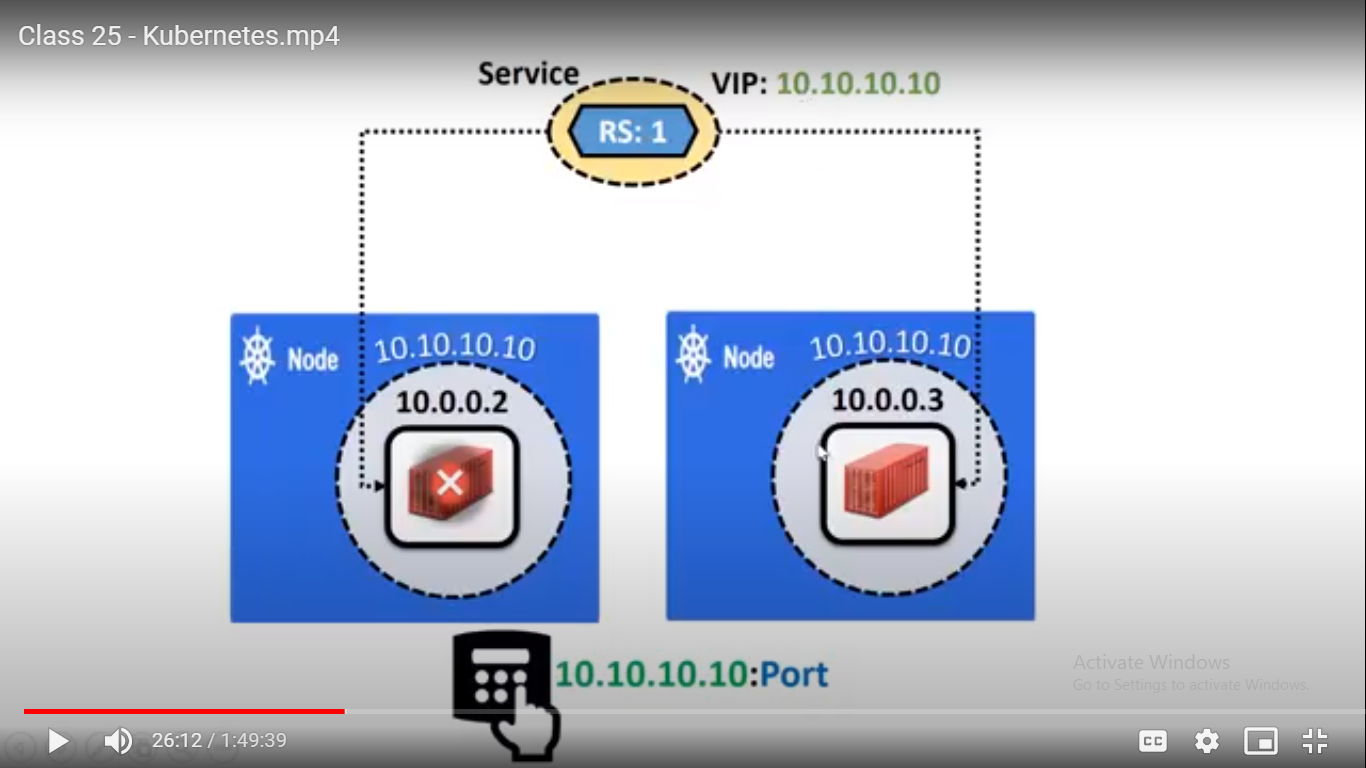 Class 25 - Kubernetes.mp4
Service
VIP: 10.10.10.10
RS: 1
Node
10.10.10.10
10.0.0.2
Node
10.10.10.10
10.0.0.3
10.10.10.10:Port
Activate Windows
Go to Settings to activate Windows.
26:12 / 1:49:39
CC